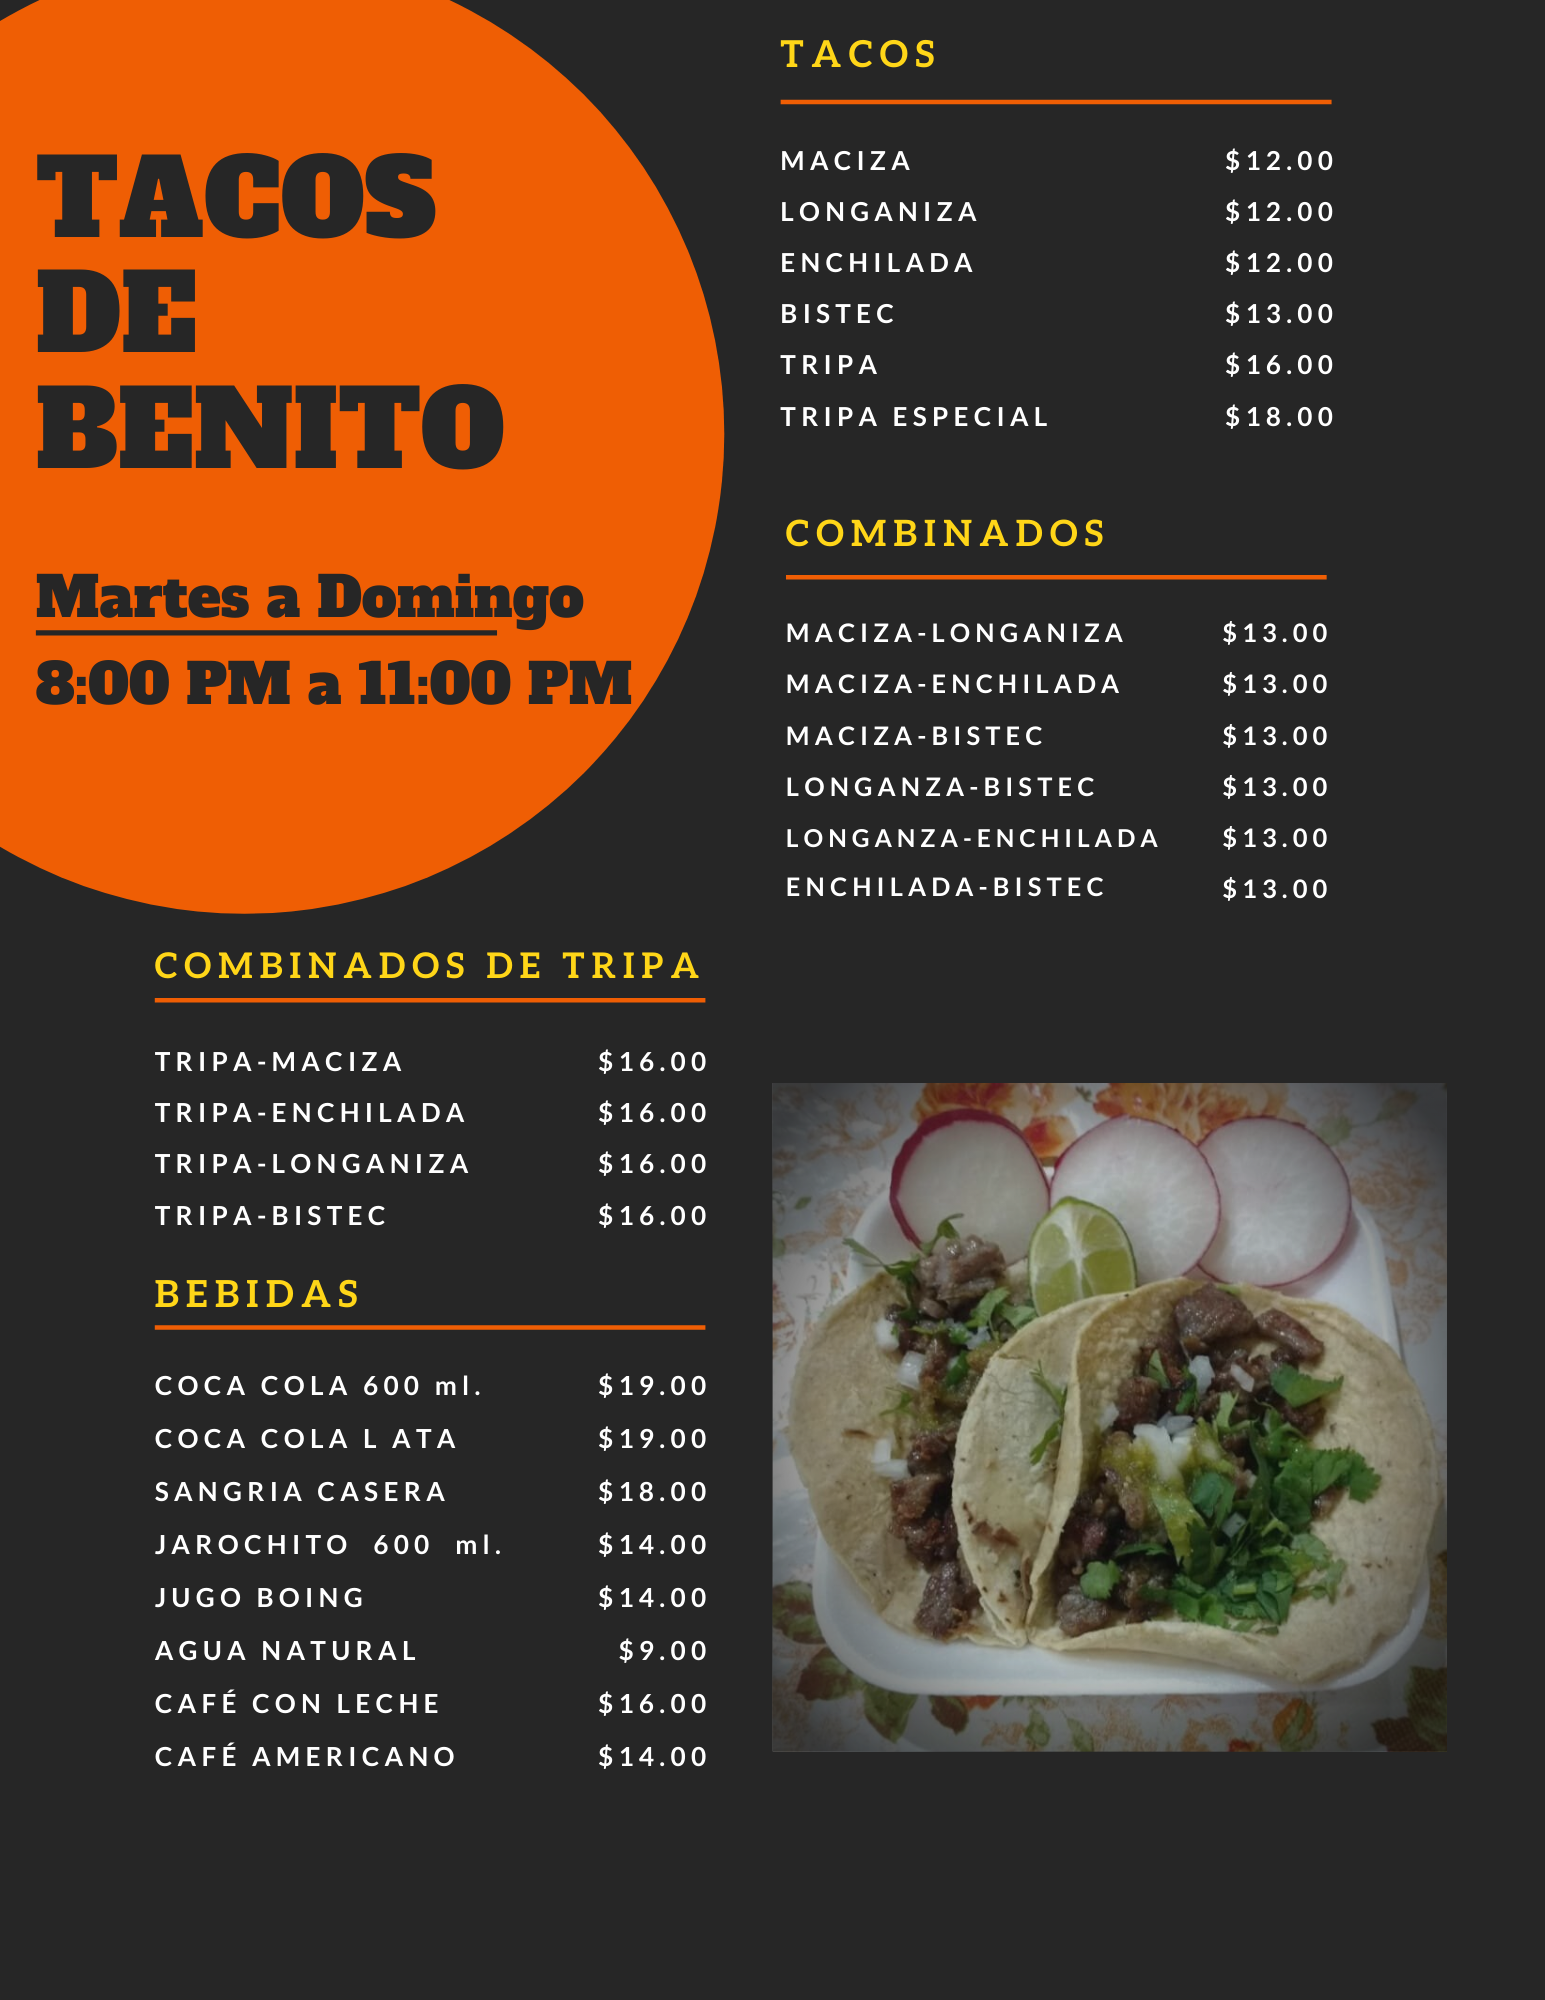 TACOS
DE
BENITO
Martes a Domingo
8:00 PM a 11:00 PM
TACOS
MACIZA $12.00
LONGANIZA $12.00
ENCHILADA $12.00
BISTEC $13.00
TRIPA $16.00
TRIPA ESPECIAL $18.00
COMBINADOS
MACIZA-LONGANIZA $13.00
MACIZA-ENCHILADA $13.00
MACIZA-BISTEC $13.00
LONGANZA-BISTEC $13.00
LONGANZA-ENCHILADA $13.00
ENCHILADA-BISTEC $13.00
COMBINADOS DE TRIPA
TRIPA-MACIZA $16.00
TRIPA-ENCHILADA $16.00
TRIPA-LONGANIZA $16.00
TRIPA-BISTEC $16.00
BEBIDAS
COCA COLA 600 ml. $19.00
COCA COLA L ATA $19.00
SANGRIA CASERA $18.00
JAROCHITO 600 ml. $14.00
JUGO BOING $14.00
AGUA NATURAL $9.00
CAFÉ CON LECHE $16.00
CAFÉ AMERICANO $14.00